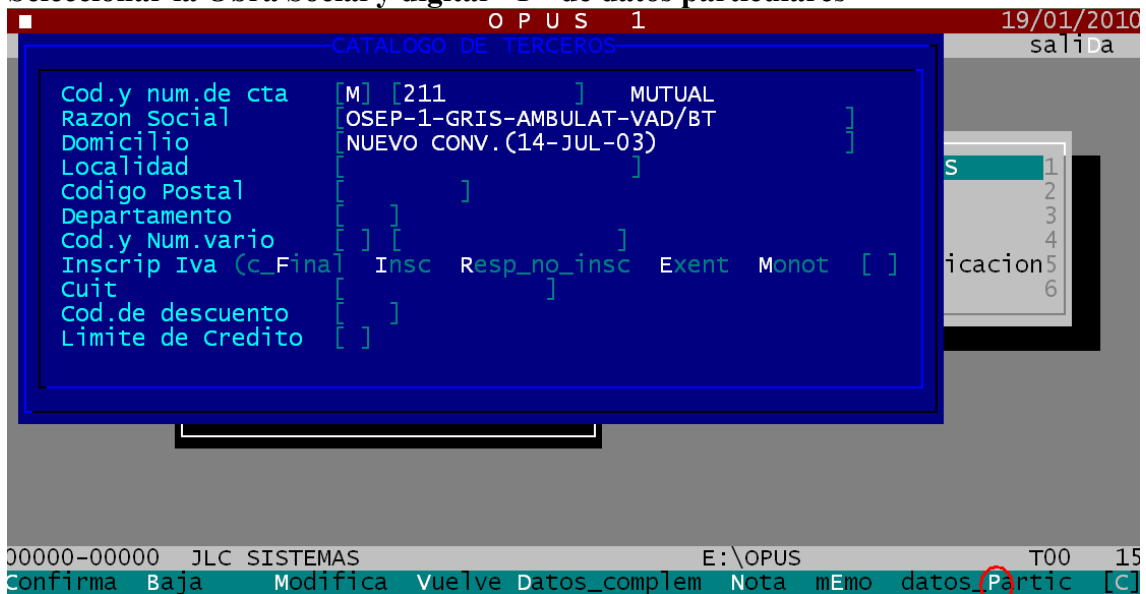 Seleccionar la Obra Social y digital "P" de datos particulares
O P U S 1 19/01/2010
CATALOGO DE TERCEROS saliDa
Cod.y num.de cta [M] [211 ] MUTUAL
Razon Social [OSEP-1-GRIS-AMBULAT-VAD/BT ]
Domicilio [NUEVO CONV.(14-JUL-03) ]
Localidad [ ]
S 1
Codigo Postal [ ]
2
Departamento [ ]
3
Cod.y Num.vario [ ] [ ]
4
Inscrip Iva (c_Final Insc Resp_no_insc Exent Monot [ ]
icacion5
Cuit [ ]
6
Cod.de descuento [ ]
Limite de Credito [ ]
00000-00000 JLC SISTEMAS E:\OPUS T00 15
Confirma Baja Modifica Vuelve Datos_complem Nota mEmo datos_Partic [C]